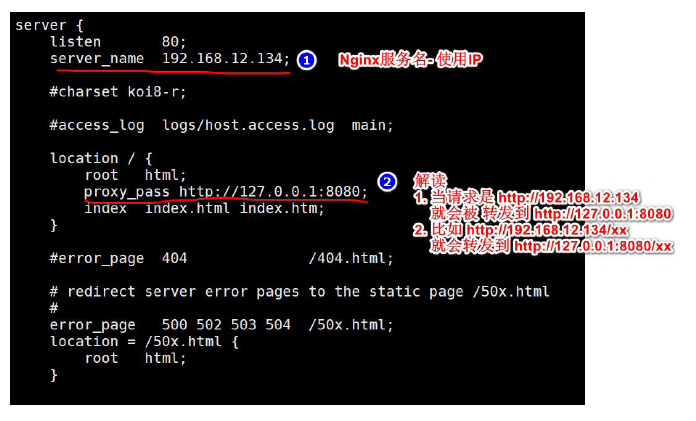 server {
listen 80;
server_name 192.168.12.134; 1 Nginx服务名- 使用IP
#charset koi8-r;
#access_log logs/host.access.log main;
location / {
root html;
proxy_pass http://127.0.0.1:8080; 2 解读
1. 当请求是 http://192.168.12.134
index index.html index.htm;
就会被 转发到 http://127.0.0.1:8080
}
2. 比如 http://192.168.12.134/xx
就会转发到 http://127.0.0.1:8080/xx
#error_page 404 /404.html;
# redirect server error pages to the static page /50x.html
#
error_page 500 502 503 504 /50x.html;
location = /50x.html {
root html;
}